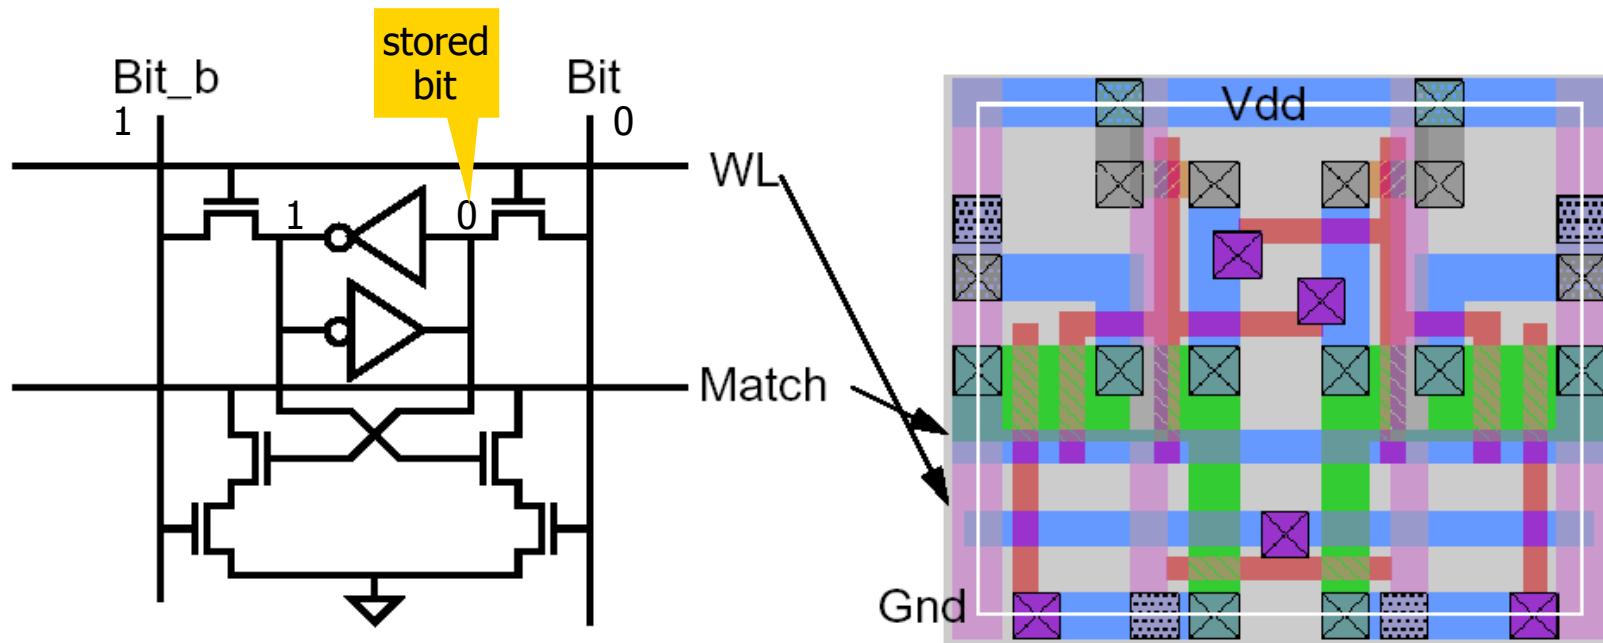 stored
bit
Bit_b
Bit
1
0
WL
1
0
Match
Vdd
Gnd